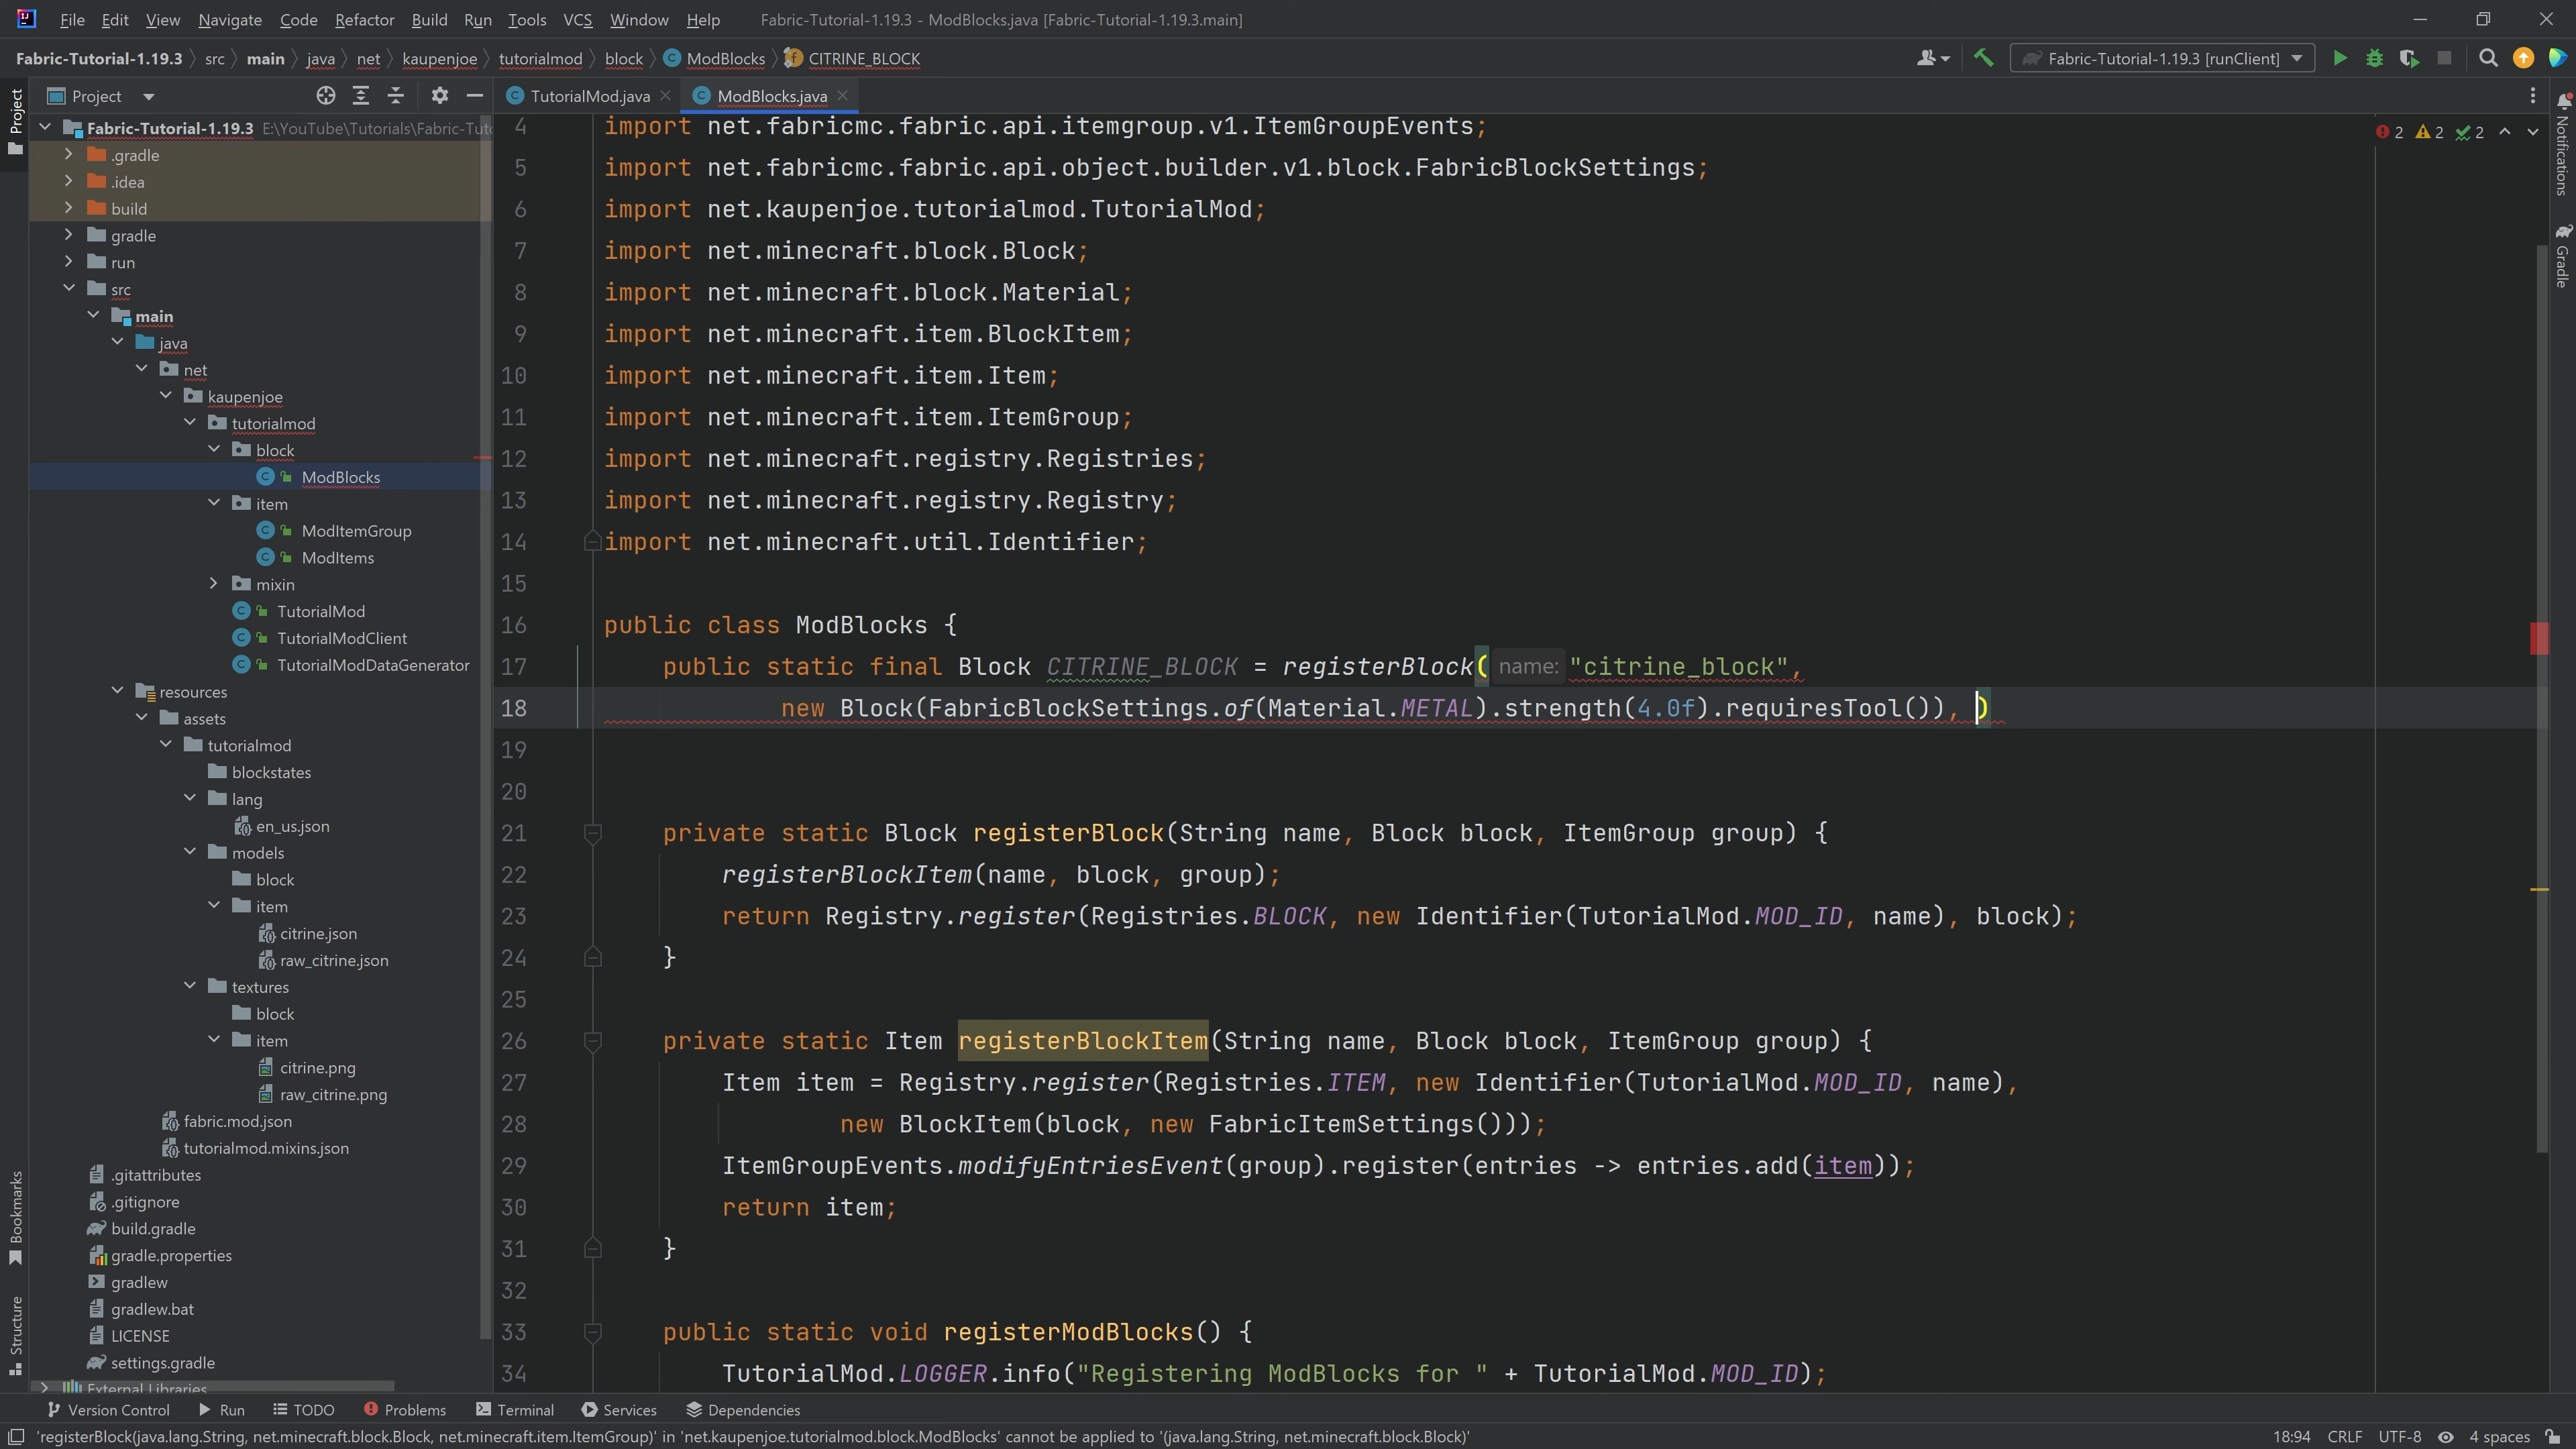 File Edit View Navigate Code Refactor Build Run Tools VCS Window Help Fabric-Tutorial-1.19.3 - ModBlocks.java [Fabric-Tutorial-1.19.3.main]
Fabric-Tutorial-1.19.3 src main java net kaupenjoe tutorialmod block ModBlocks CITRINE_BLOCK Fabric-Tutorial-1.19.3 [runClient]
Project
TutorialMod.java ModBlocks.java
Project
Bookmarks
Structure
Fabric-Tutorial-1.19.3 E:\YouTube\Tutorials\Fabric-Tut
.gradle
.idea
build
gradle
run
src
main
java
net
kaupenjoe
tutorialmod
block
ModBlocks
item
ModItemGroup
ModItems
mixin
TutorialMod
TutorialModClient
TutorialModDataGenerator
resources
assets
tutorialmod
blockstates
lang
en_us.json
models
block
item
citrine.json
raw_citrine.json
textures
block
item
citrine.png
raw_citrine.png
fabric.mod.json
tutorialmod.mixins.json
.gitattributes
.gitignore
build.gradle
gradle.properties
gradlew
gradlew.bat
LICENSE
settings.gradle
External Libraries
4 import net.fabricmc.fabric.api.itemgroup.v1.ItemGroupEvents;
5 import net.fabricmc.fabric.api.object.builder.v1.block.FabricBlockSettings;
6 import net.kaupenjoe.tutorialmod.TutorialMod;
7 import net.minecraft.block.Block;
8 import net.minecraft.block.Material;
9 import net.minecraft.item.BlockItem;
10 import net.minecraft.item.Item;
11 import net.minecraft.item.ItemGroup;
12 import net.minecraft.registry.Registries;
13 import net.minecraft.registry.Registry;
14 import net.minecraft.util.Identifier;
15
16 public class ModBlocks {
17 public static final Block CITRINE_BLOCK = registerBlock( name: "citrine_block",
18 new Block(FabricBlockSettings.of(Material.METAL).strength(4.0f).requiresTool()), )
19
20
21 private static Block registerBlock(String name, Block block, ItemGroup group) {
22 registerBlockItem(name, block, group);
23 return Registry.register(Registries.BLOCK, new Identifier(TutorialMod.MOD_ID, name), block);
24 }
25
26 private static Item registerBlockItem(String name, Block block, ItemGroup group) {
27 Item item = Registry.register(Registries.ITEM, new Identifier(TutorialMod.MOD_ID, name),
28 new BlockItem(block, new FabricItemSettings()));
29 ItemGroupEvents.modifyEntriesEvent(group).register(entries -> entries.add(item));
30 return item;
31 }
32
33 public static void registerModBlocks() {
34 TutorialMod.LOGGER.info("Registering ModBlocks for " + TutorialMod.MOD_ID);
2 2 2
Notifications
Gradle
Version Control Run TODO Problems Terminal Services Dependencies
'registerBlock(java.lang.String, net.minecraft.block.Block, net.minecraft.item.ItemGroup)' in 'net.kaupenjoe.tutorialmod.block.ModBlocks' cannot be applied to '(java.lang.String, net.minecraft.block.Block)' 18:94 CRLF UTF-8 4 spaces